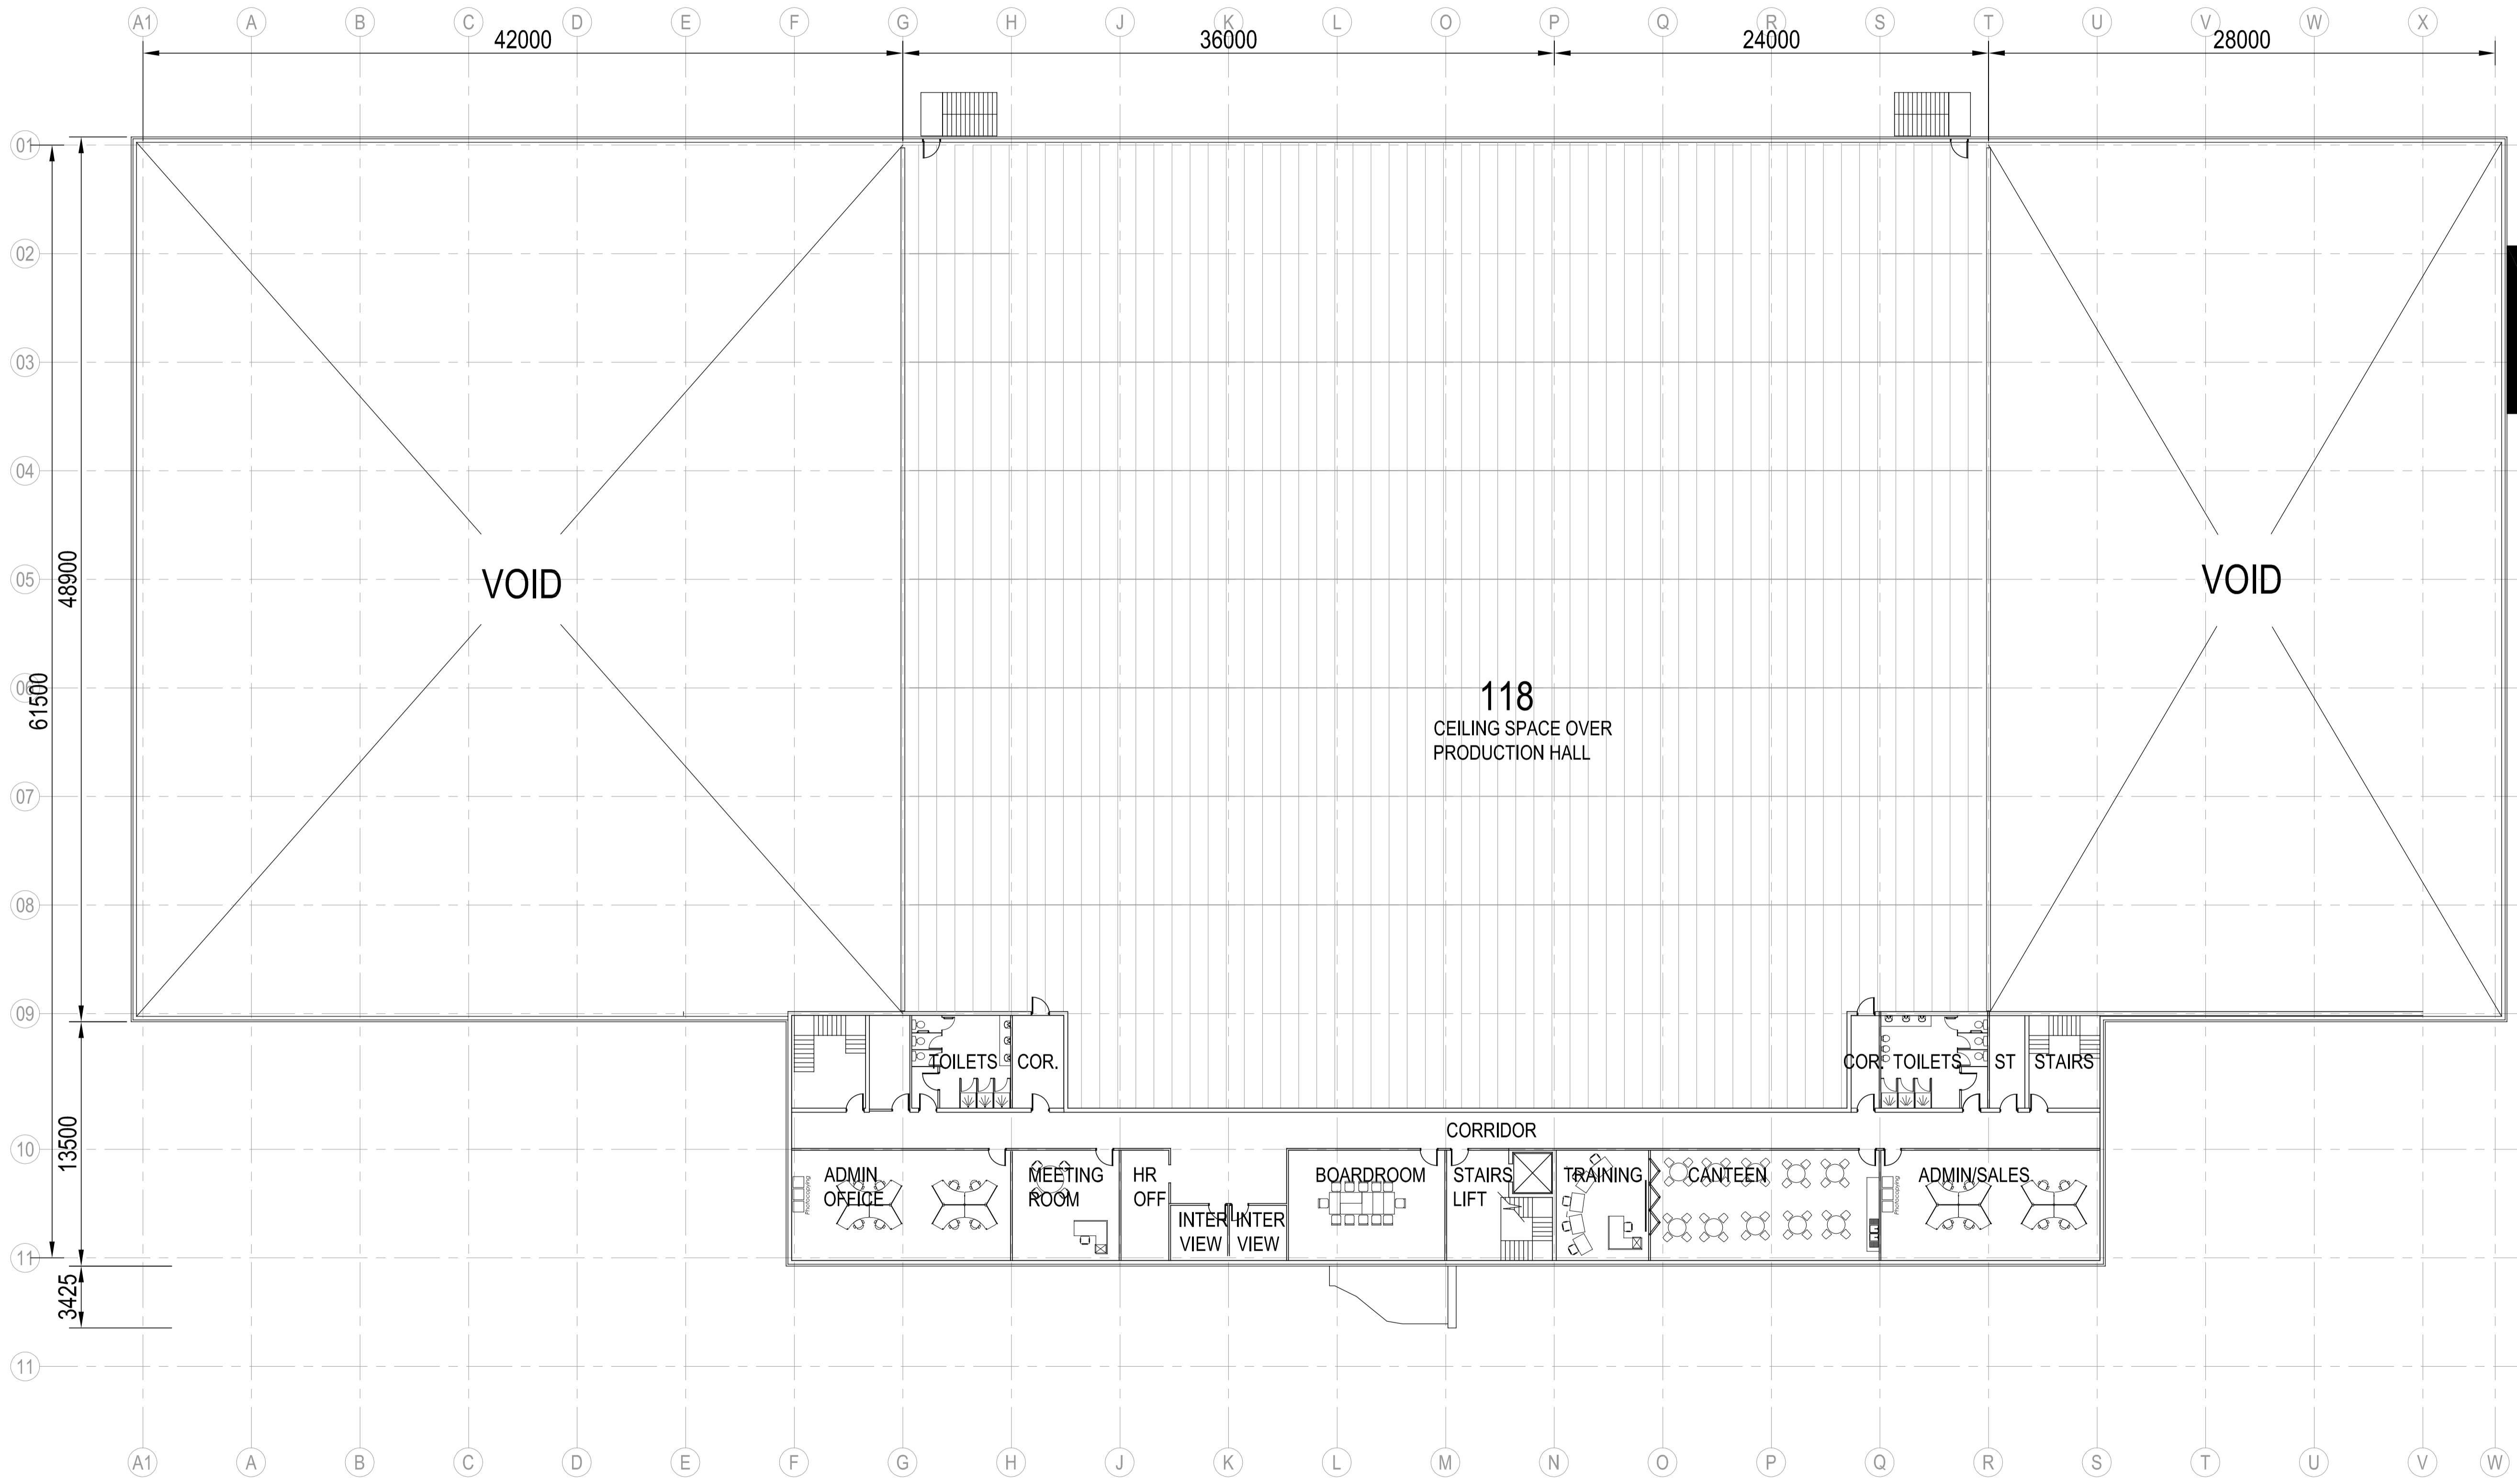 A1 A B C D E F G H J K L O P Q R S T U V W X
42000 36000 24000 28000
01
02
03
04
05
48900
VOID
VOID
06
61500
118
CEILING SPACE OVER
PRODUCTION HALL
07
08
09
TOILETS COR.
COR. TOILETS ST STAIRS
13500
10
CORRIDOR
ADMIN
OFFICE
Photocopying
MEETING
ROOM
HR
OFF
INTER
VIEW
INTER
VIEW
BOARDROOM
STAIRS
LIFT
TRAINING
CANTEEN
Photocopying
ADMIN/SALES
11
3425
11
A1 A B C D E F G H J K L M N O P Q R S T U V W